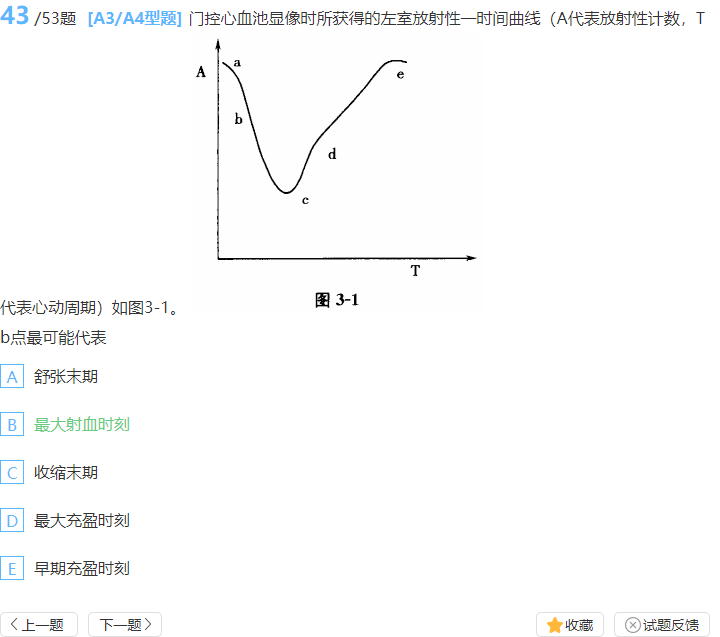 43 /53题 [A3/A4型题] 门控心血池显像时所获得的左室放射性一时间曲线（A代表放射性计数，T
A
a
b
c
d
e
T
图 3-1
代表心动周期）如图3-1。
b点最可能代表
A 舒张末期
B 最大射血时刻
C 收缩末期
D 最大充盈时刻
E 早期充盈时刻
上一题 下一题 收藏 试题反馈